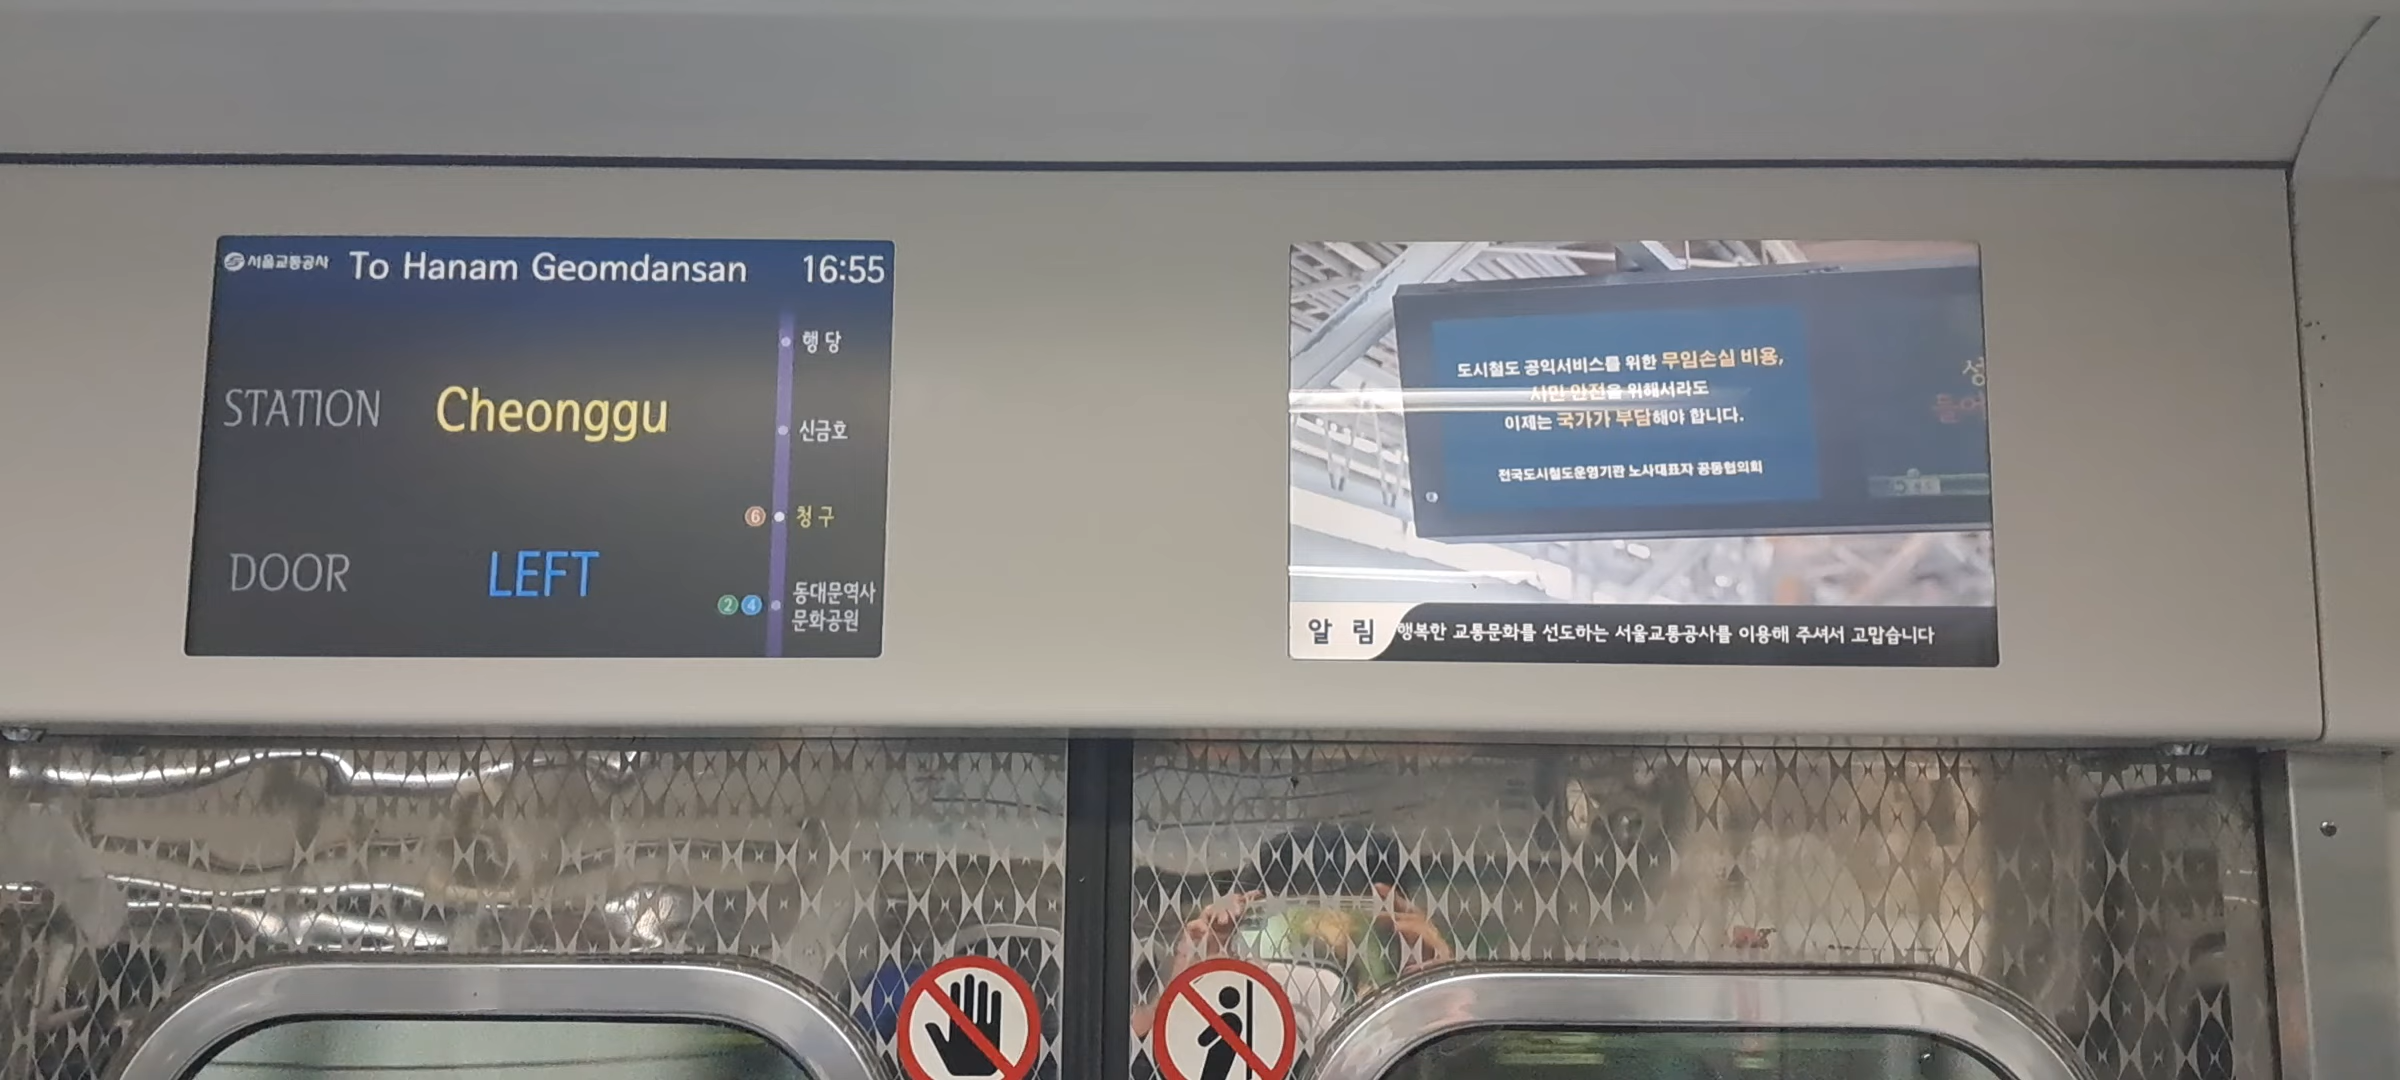 서울교통공사 To Hanam Geomdansan 16:55
STATION Cheonggu
DOOR LEFT
행당
신금호
6 청구
2 4 동대문역사
문화공원
도시철도 공익서비스를 위한 무임손실 비용,
시민 안전을 위해서라도
이제는 국가가 부담해야 합니다.
전국도시철도운영기관 노사대표자 공동협의회
성
들어
알림 행복한 교통문화를 선도하는 서울교통공사를 이용해 주셔서 고맙습니다